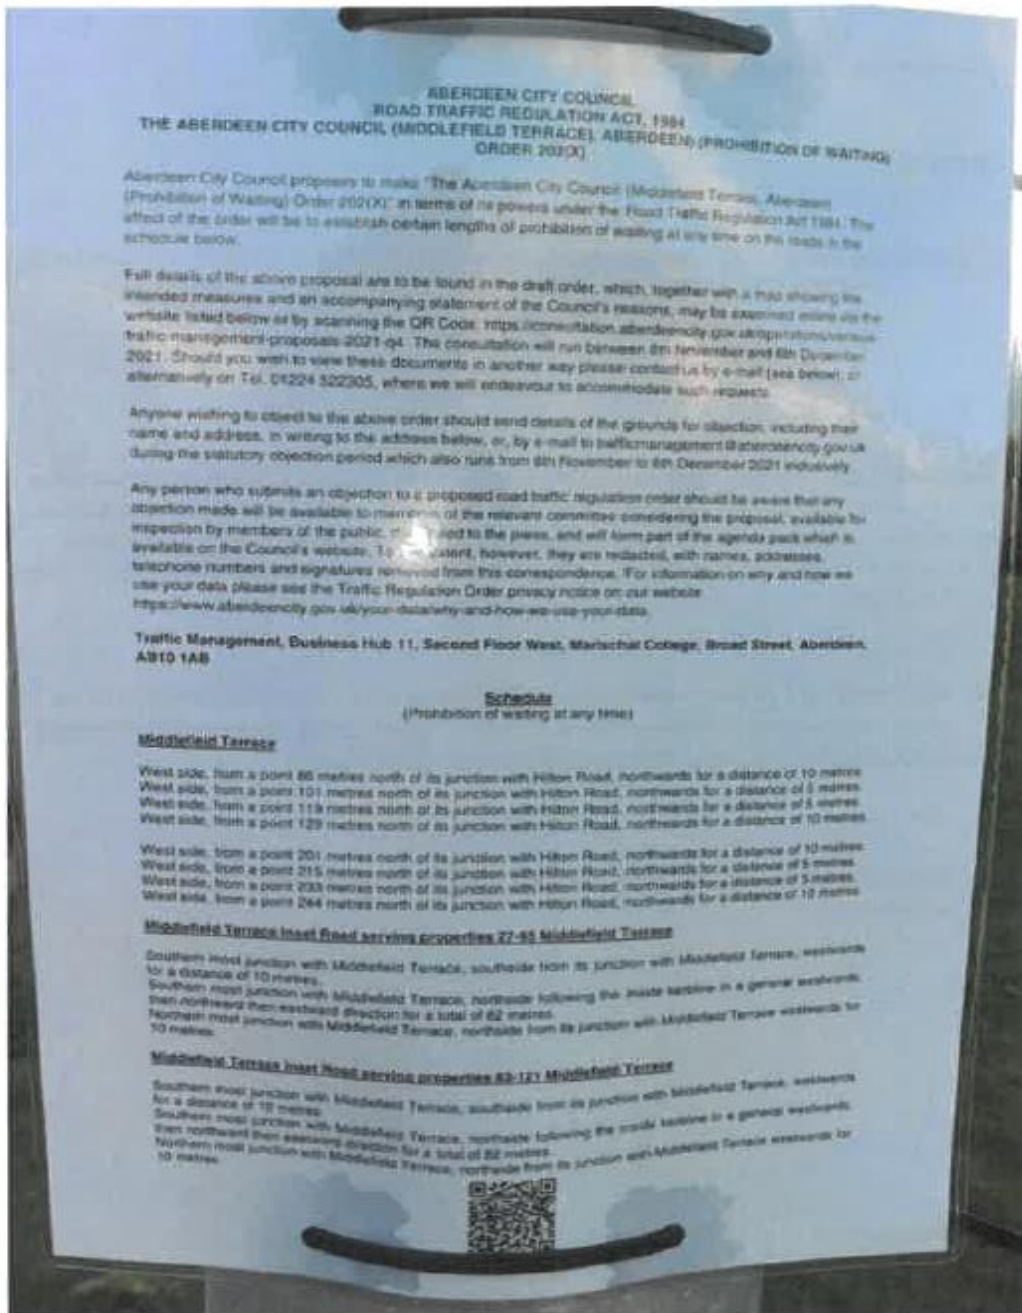 ABERDEEN CITY COUNCIL
ROAD TRAFFIC REGULATION ACT, 1984
THE ABERDEEN CITY COUNCIL (MIDDLEFIELD TERRACE), ABERDEEN) (PROHIBITION OF WAITING)
ORDER 202(X)
Aberdeen City Council proposes to make "The Aberdeen City Council (Middlefield Terrace, Aberdeen)
(Prohibition of Waiting) Order 202(X)" in terms of its powers under the Road Traffic Regulation Act 1984. The
effect of the order will be to establish certain lengths of prohibition of waiting at any time on the roads in the
schedule below.
Full details of the above proposal are to be found in the draft order, which, together with a map showing the
intended measures and an accompanying statement of the Council's reasons, may be examined online via the
website listed below or by scanning the QR Code. https://consultation.aberdeencity.gov.uk/operations/
traffic-management-proposals-2021-q4. The consultation will run between 8th November and 6th December
2021. Should you wish to view these documents in another way please contact us by e-mail (see below), or
alternatively on Tel. 01224 522305, where we will endeavour to accommodate such requests.
Anyone wishing to object to the above order should send details of the grounds for objection, including their
name and address, in writing to the address below, or, by e-mail to trafficmanagement@aberdeencity.gov.uk
during the statutory objection period which also runs from 8th November to 6th December 2021 inclusively.
Any person who submits an objection to a proposed road traffic regulation order should be aware that any
objection made will be available to members of the relevant committee considering the proposal, available for
inspection by members of the public, to the press, and will form part of the agenda pack which is
available on the Council's website. To extent, however, they are redacted, with names, addresses,
telephone numbers and signatures removed from this correspondence. For information on why and how we
use your data please see the Traffic Regulation Order privacy notice on our website
https://www.aberdeencity.gov.uk/your-data/why-and-how-we-use-your-data.
Traffic Management, Business Hub 11, Second Floor West, Marischal College, Broad Street, Aberdeen,
AB10 1AB
Schedule
(Prohibition of waiting at any time)
Middlefield Terrace
West side, from a point 86 metres north of its junction with Hilton Road, northwards for a distance of 10 metres
West side, from a point 101 metres north of its junction with Hilton Road, northwards for a distance of 5 metres
West side, from a point 119 metres north of its junction with Hilton Road, northwards for a distance of 5 metres
West side, from a point 129 metres north of its junction with Hilton Road, northwards for a distance of 10 metres
West side, from a point 201 metres north of its junction with Hilton Road, northwards for a distance of 10 metres
West side, from a point 215 metres north of its junction with Hilton Road, northwards for a distance of 5 metres
West side, from a point 233 metres north of its junction with Hilton Road, northwards for a distance of 5 metres
West side, from a point 244 metres north of its junction with Hilton Road, northwards for a distance of 10 metres
Middlefield Terrace Inset Road serving properties Middlefield Terrace
Southern most junction with Middlefield Terrace, southside from its junction with Middlefield Terrace, westwards
for a distance of 10 metres.
Southern most junction with Middlefield Terrace, northside following the inside kerbline in a general westwards,
then northward then eastward direction for a total of 82 metres.
Northern most junction with Middlefield Terrace, northside from its junction with Middlefield Terrace westwards for
10 metres.
Middlefield Terrace Inset Road serving properties 83-121 Middlefield Terrace
Southern most junction with Middlefield Terrace, southside from its junction with Middlefield Terrace, westwards
for a distance of 10 metres.
Southern most junction with Middlefield Terrace, northside following the inside kerbline in a general westwards,
then northward then eastward direction for a total of 82 metres.
Northern most junction with Middlefield Terrace, northside from its junction with Middlefield Terrace westwards for
10 metres